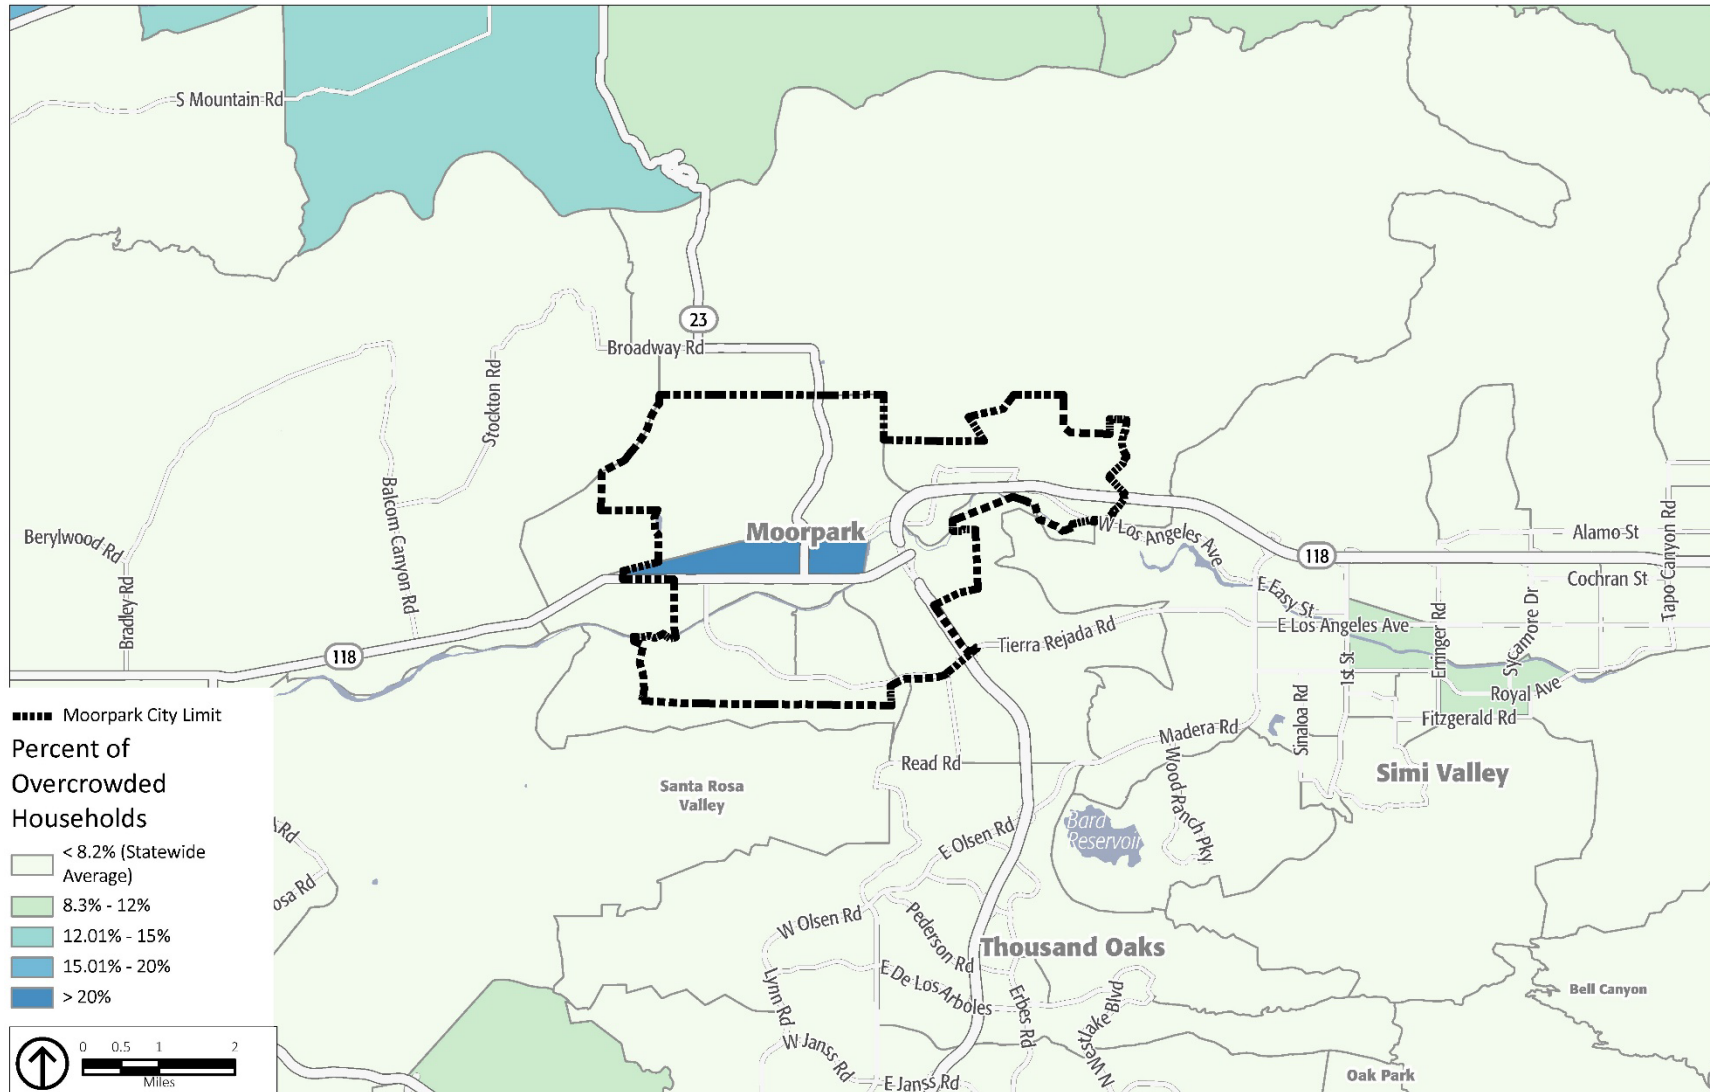 S Mountain Rd
23
Broadway Rd
Stockton Rd
Balcom Canyon Rd
Berylwood Rd
Bradley Rd
Moorpark
W Los Angeles Ave
118
Alamo St
Tapo Canyon Rd
Cochran St
E Easy St
E Los Angeles Ave
Erringer Rd
Sycamore Dr
Tierra Rejada Rd
118
1st St
Royal Ave
Fitzgerald Rd
Sinaloa Rd
Madera Rd
Wood Ranch Pky
Read Rd
Simi Valley
Santa Rosa
Valley
Bard
Reservoir
E Olsen Rd
W Olsen Rd
Pederson Rd
Thousand Oaks
E De Los Arboles
Lynn Rd
Erbes Rd
N Westlake Blvd
Bell Canyon
W Janss Rd
E Janss Rd
Oak Park
Rd
osa Rd
Moorpark City Limit
Percent of
Overcrowded
Households
< 8.2% (Statewide
Average)
8.3% - 12%
12.01% - 15%
15.01% - 20%
> 20%
0 0.5 1 2
Miles